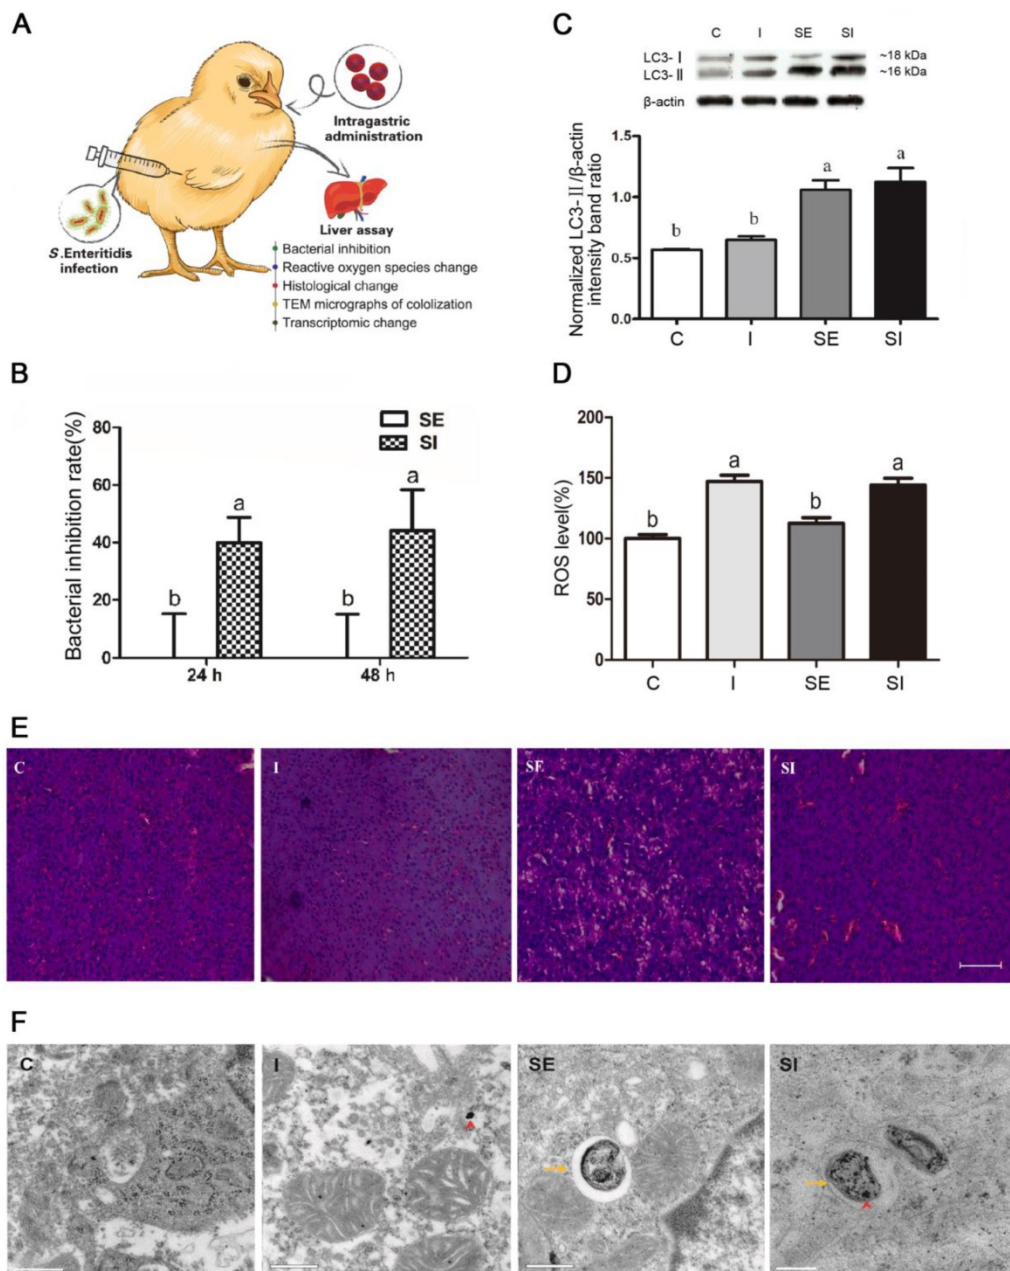 A
Intragastric
administration
S.Enteritidis
infection
Liver assay
Bacterial inhibition
Reactive oxygen species change
Histological change
TEM micrographs of cololization
Transcriptomic change
B
Bacterial inhibition rate(%)
80
60
40
20
0
SE
SI
b
a
b
a
24 h
48 h
C
C I SE SI
LC3-Ⅰ
~18 kDa
LC3-Ⅱ
~16 kDa
β-actin
Normalized LC3-Ⅱ/β-actin
intensity band ratio
1.5
1.0
0.5
0.0
b
b
a
a
C I SE SI
D
ROS level(%)
200
150
100
50
0
b
a
b
a
C I SE SI
E
C
I
SE
SI
F
C
I
SE
SI